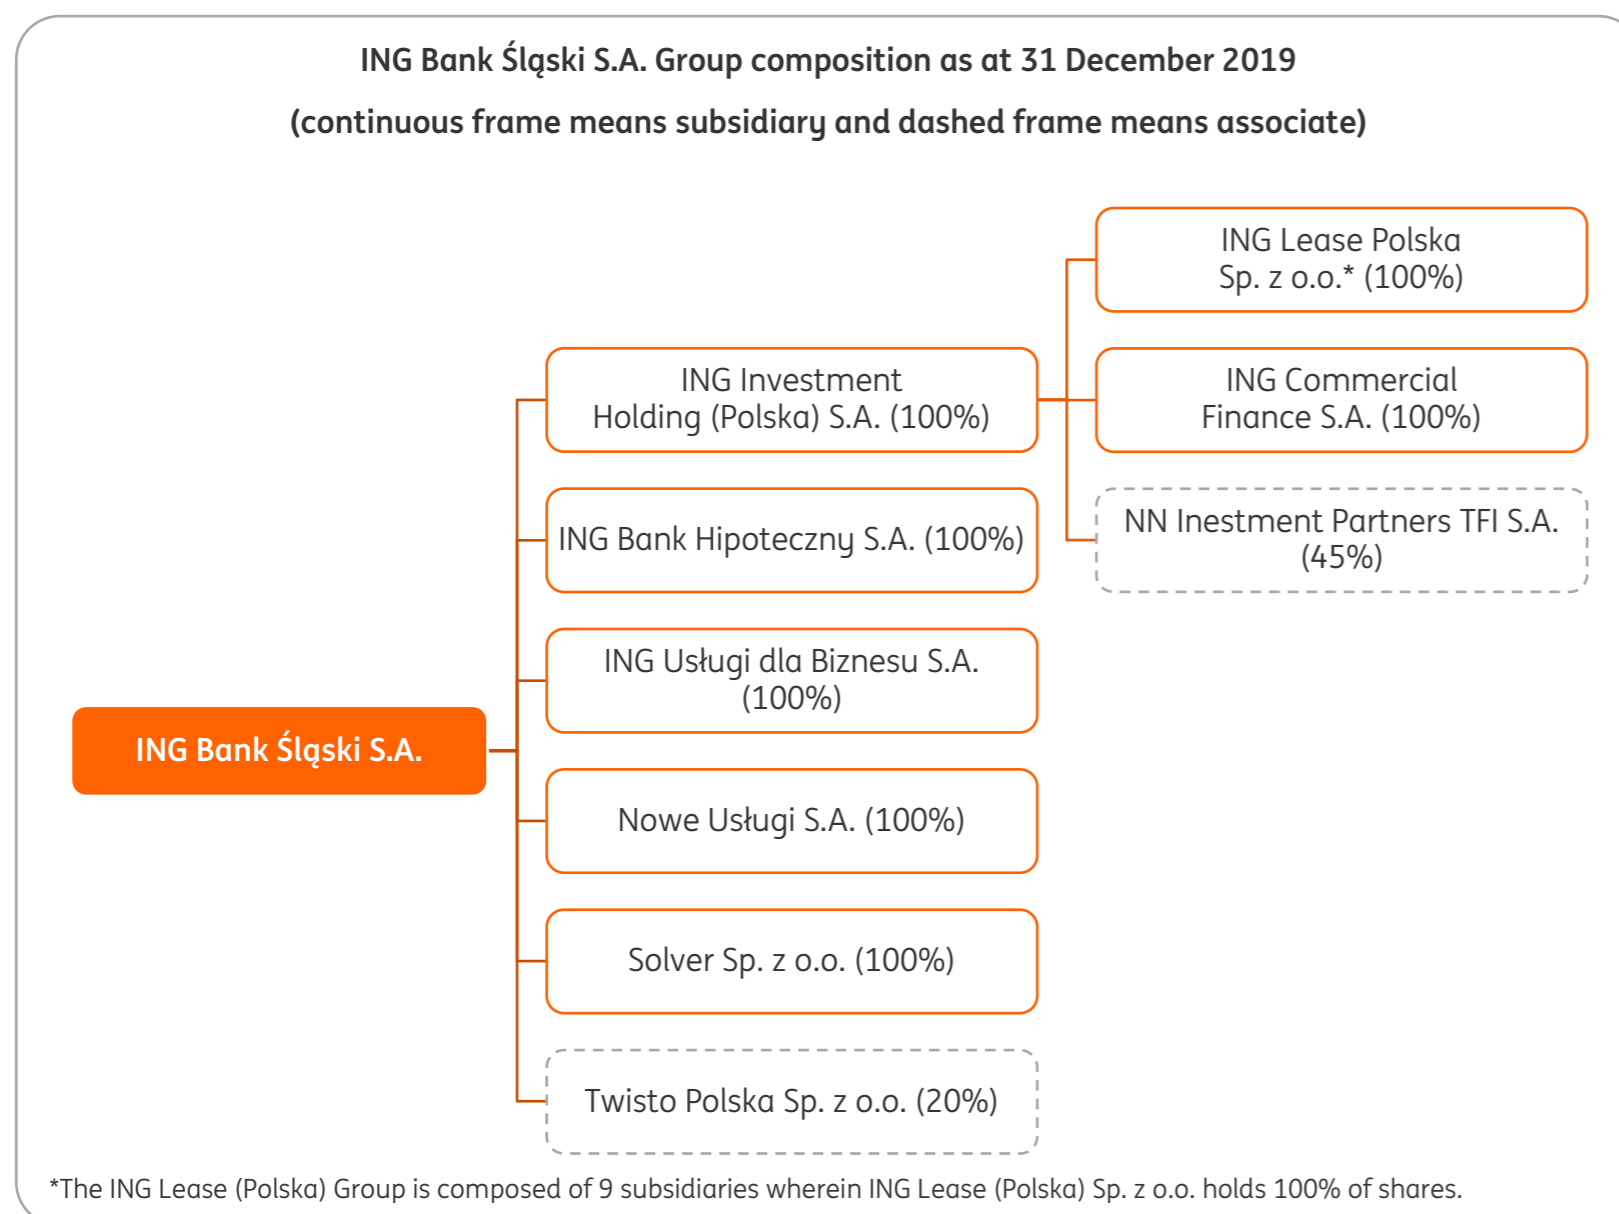 ING Bank Śląski S.A. Group composition as at 31 December 2019
(continuous frame means subsidiary and dashed frame means associate)
ING Lease Polska
Sp. z o.o.* (100%)
ING Investment
Holding (Polska) S.A. (100%)
ING Commercial
Finance S.A. (100%)
ING Bank Hipoteczny S.A. (100%)
NN Inestment Partners TFI S.A.
(45%)
ING Usługi dla Biznesu S.A.
(100%)
ING Bank Śląski S.A.
Nowe Usługi S.A. (100%)
Solver Sp. z o.o. (100%)
Twisto Polska Sp. z o.o. (20%)
*The ING Lease (Polska) Group is composed of 9 subsidiaries wherein ING Lease (Polska) Sp. z o.o. holds 100% of shares.